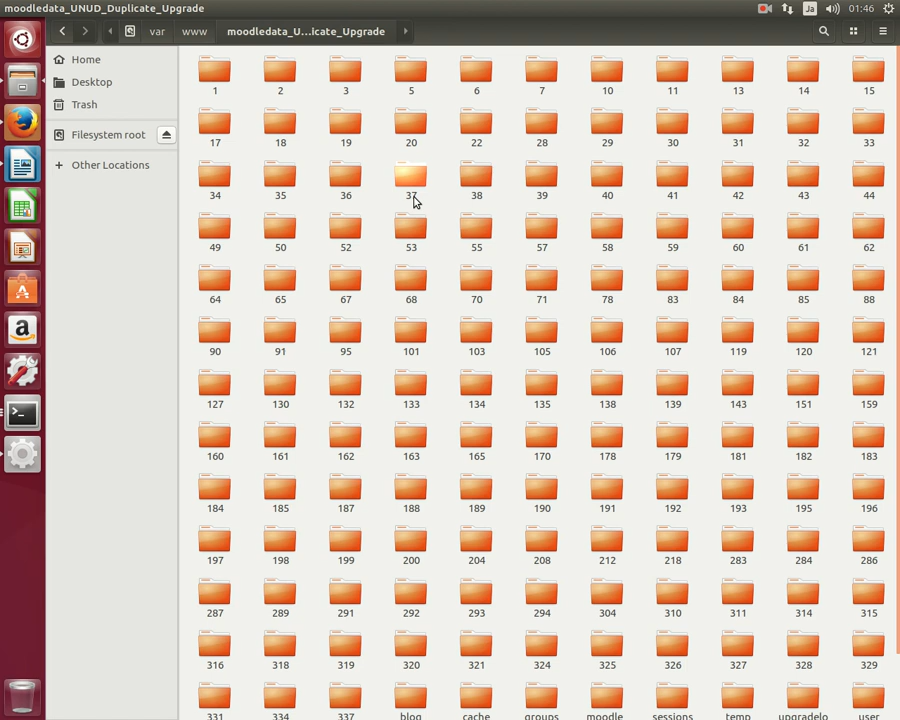 moodledata_UNUD_Duplicate_Upgrade
Ja
01:46
var
www
moodledata_U...icate_Upgrade
Home
Desktop
Trash
Filesystem root
Other Locations
1 2 3 5 6 7 10 11 13 14 15
17 18 19 20 22 28 29 30 31 32 33
34 35 36 37 38 39 40 41 42 43 44
49 50 52 53 55 57 58 59 60 61 62
64 65 67 68 70 71 78 83 84 85 88
90 91 95 101 103 105 106 107 119 120 121
127 130 132 133 134 135 138 139 143 151 159
160 161 162 163 165 170 178 179 181 182 183
184 185 187 188 189 190 191 192 193 195 196
197 198 199 200 204 208 212 218 283 284 286
287 289 291 292 293 294 304 310 311 314 315
316 318 319 320 321 324 325 326 327 328 329
331 334 337 blog cache groups moodle sessions temp upgradelo user